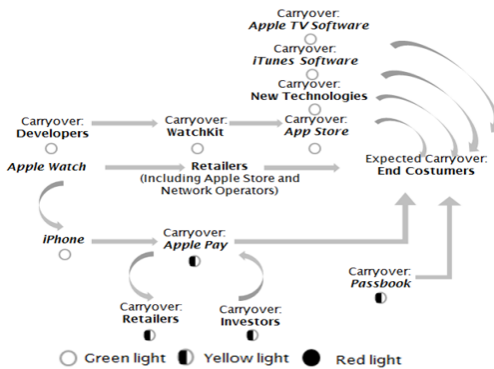 Carryover:
Apple TV Software
Carryover:
iTunes Software
Carryover:
New Technologies
Carryover:
Developers
Carryover:
WatchKit
Carryover:
App Store
Apple Watch
Retailers
(Including Apple Store and
Network Operators)
Expected Carryover:
End Costumers
iPhone
Carryover:
Apple Pay
Carryover:
Passbook
Carryover:
Retailers
Carryover:
Investors
Green light
Yellow light
Red light